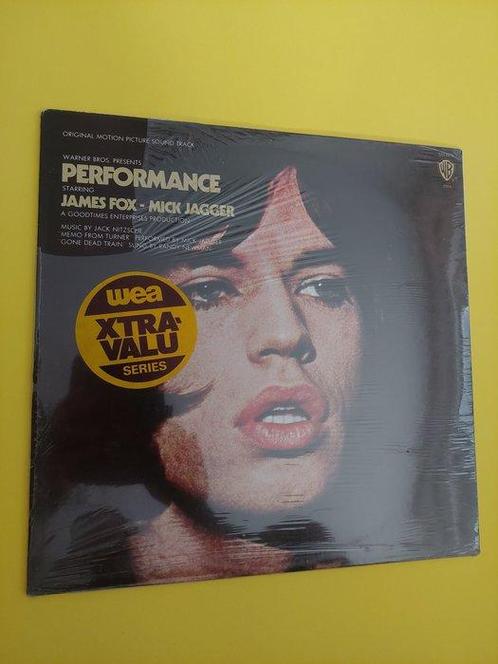 ORIGINAL MOTION PICTURE SOUND TRACK
WARNER BROS. PRESENTS
PERFORMANCE
STARRING
JAMES FOX - MICK JAGGER
A GOODTIMES ENTERPRISES PRODUCTION
MUSIC BY JACK NITZSCHE
MEMO FROM TURNER PERFORMED BY MICK JAGGER
GONE DEAD TRAIN SUNG BY RANDY NEWMAN
wea
XTRA-
VALU
SERIES